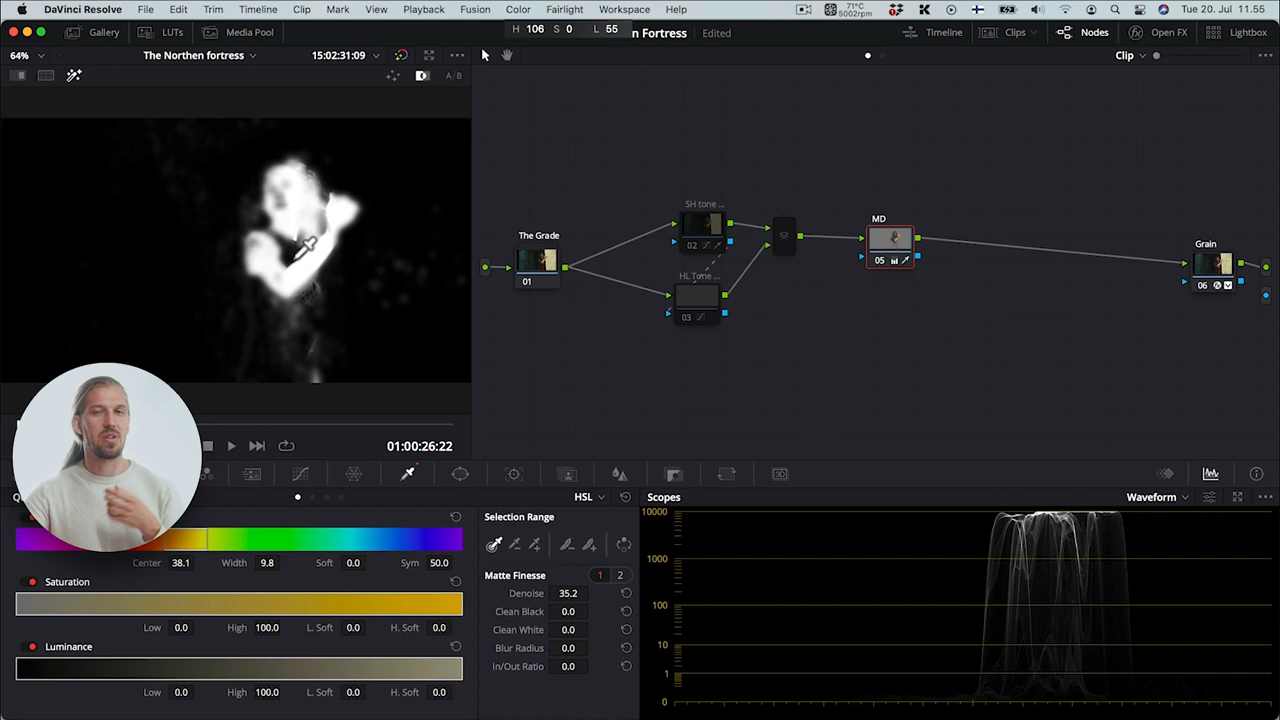 DaVinci Resolve File Edit Trim Timeline Clip Mark View Playback Fusion Color Fairlight Workspace Help 71°C 5002rpm Tue 20. Jul 11.55
Gallery LUTs Media Pool H 106 S 0 L 55 n Fortress Edited Timeline Clips Nodes Open FX Lightbox
64% The Northen fortress 15:02:31:09 Clip
A/B
SH tone ...
02
MD
05
The Grade
01
HL Tone ...
03
Grain
06
01:00:26:22
3D
Q
HSL
Center 38.1 Width 9.8 Soft 0.0 Sym 50.0
Saturation
Low 0.0 High 100.0 L. Soft 0.0 H. Soft 0.0
Luminance
Low 0.0 High 100.0 L. Soft 0.0 H. Soft 0.0
Selection Range
Matte Finesse 1 2
Denoise 35.2
Clean Black 0.0
Clean White 0.0
Blur Radius 0.0
In/Out Ratio 0.0
Scopes Waveform
10000
1000
100
10
1
0